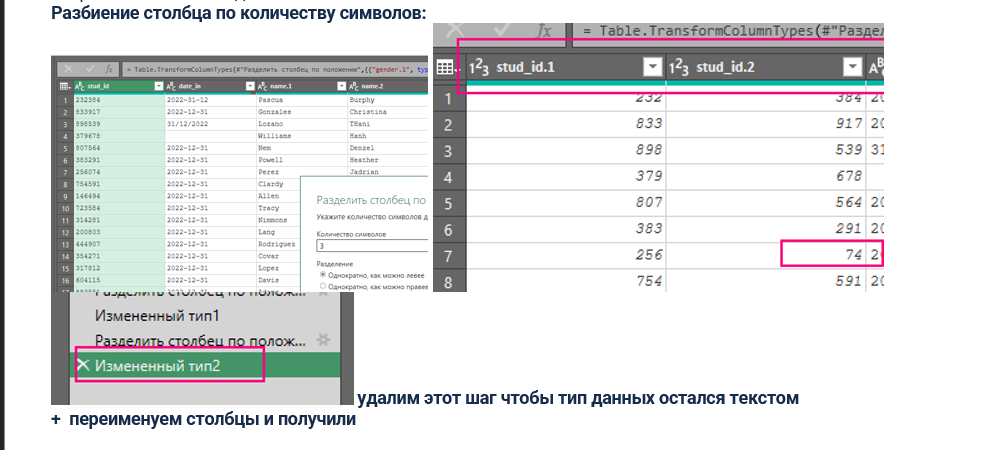 Разбиение столбца по количеству символов:
= Table.TransformColumnTypes(#"Разделить столбец по положению",{{"gender.1", typ
stud_id date_in name.1 name.2
1 232384 2022-31-12 Pascua Burphy
2 833917 2022-12-31 Gonzales Christina
3 898539 31/12/2022 Lozano THani
4 379678 Williams Hanh
5 807564 2022-12-31 Nem Denzel
6 383291 2022-12-31 Powell Heather
7 256074 2022-12-31 Perez Jadrian
8 754591 2022-12-31 Clardy
9 146494 2022-12-31 Allen
10 723584 2022-12-31 Tracy
11 314281 2022-12-31 Nimmons
12 200803 2022-12-31 Lang
13 444907 2022-12-31 Rodriguez
14 354271 2022-12-31 Covar
15 317812 2022-12-31 Lopez
16 604115 2022-12-31 Davis
Разделить столбец по
Укажите количество символов д
Количество символов
3
Разделение
Однократно, как можно левее
Однократно, как можно правее
fx = Table.TransformColumnTypes(#"Раздел
123 stud_id.1 123 stud_id.2 AB
1 232 384 20
2 833 917 20
3 898 539 31
4 379 678
5 807 564 20
6 383 291 20
7 256 74 20
8 754 591 20
Разделить столбец по полож...
Измененный тип1
Разделить столбец по полож...
Измененный тип2
удалим этот шаг чтобы тип данных остался текстом
+ переименуем столбцы и получили